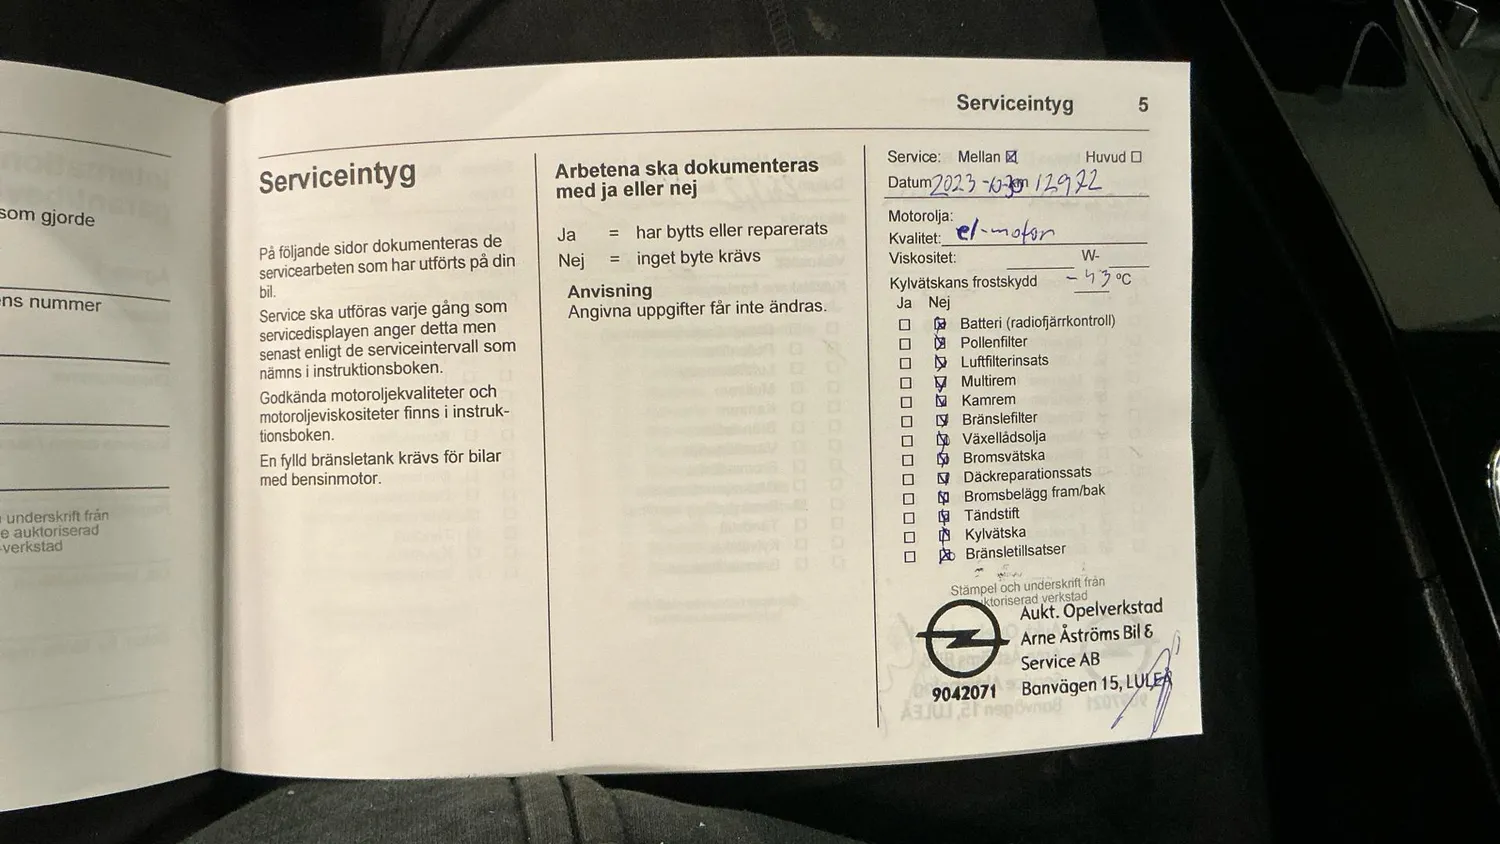 som gjorde
ens nummer
underskrift från
e auktoriserad
-verkstad
Serviceintyg 5
Serviceintyg
På följande sidor dokumenteras de
servicearbeten som har utförts på din
bil.
Service ska utföras varje gång som
servicedisplayen anger detta men
senast enligt de serviceintervall som
nämns i instruktionsboken.
Godkända motoroljekvaliteter och
motoroljeviskositeter finns i instruk-
tionsboken.
En fylld bränsletank krävs för bilar
med bensinmotor.
Arbetena ska dokumenteras
med ja eller nej
Ja = har bytts eller reparerats
Nej = inget byte krävs
Anvisning
Angivna uppgifter får inte ändras.
Service: Mellan Huvud
Datum 2023-10-30 km 12972
Motorolja:
Kvalitet: el-motor
Viskositet: W-
Kylvätskans frostskydd -43 °C
Ja Nej
Batteri (radiofjärrkontroll)
Pollenfilter
Luftfilterinsats
Multirem
Kamrem
Bränslefilter
Växellådsolja
Bromsvätska
Däckreparationssats
Bromsbelägg fram/bak
Tändstift
Kylvätska
Bränsletillsatser
Stämpel och underskrift från
ktoriserad verkstad
Aukt. Opelverkstad
Arne Åströms Bil &
Service AB
9042071 Banvägen 15, LULEÅ